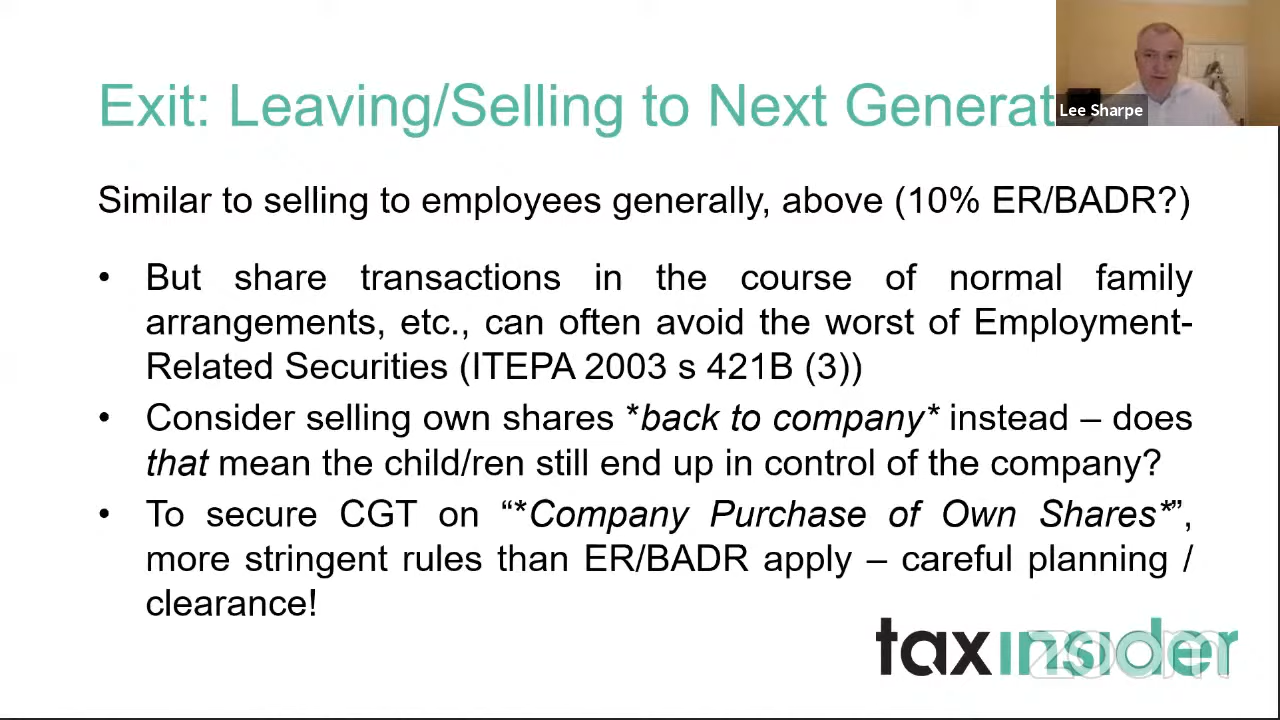 Exit: Leaving/Selling to Next Generat
Lee Sharpe
Similar to selling to employees generally, above (10% ER/BADR?)
• But share transactions in the course of normal family
arrangements, etc., can often avoid the worst of Employment-
Related Securities (ITEPA 2003 s 421B (3))
• Consider selling own shares *back to company* instead – does
that mean the child/ren still end up in control of the company?
• To secure CGT on “*Company Purchase of Own Shares*”,
more stringent rules than ER/BADR apply – careful planning /
clearance!
taxinsider
zoom